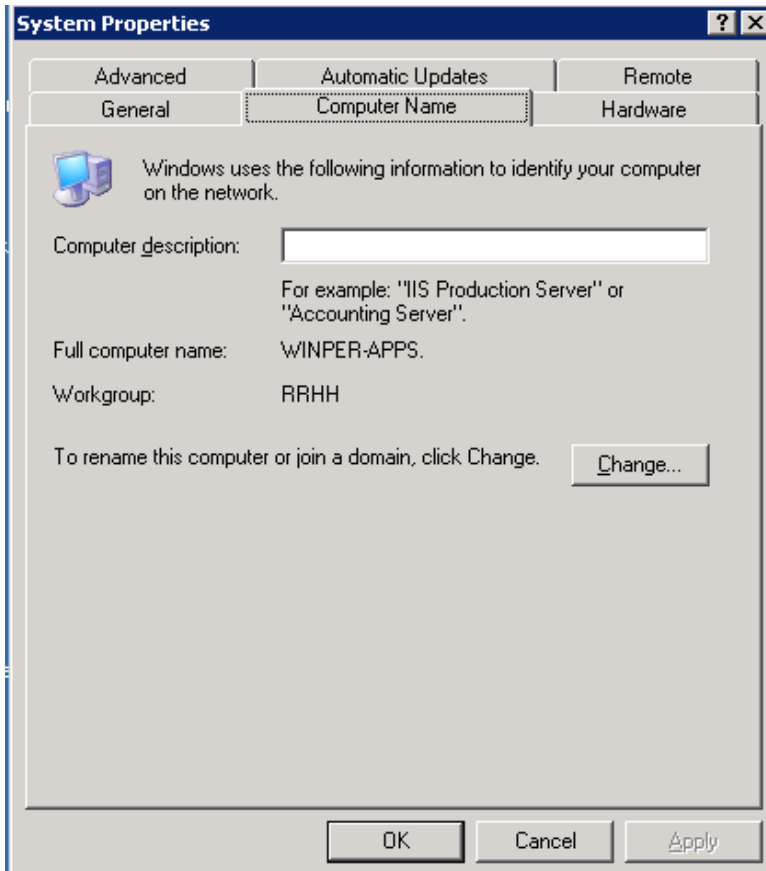 System Properties
Advanced
Automatic Updates
Remote
General
Computer Name
Hardware
Windows uses the following information to identify your computer
on the network.
Computer description:
For example: "IIS Production Server" or
"Accounting Server".
Full computer name:
WINPER-APPS.
Workgroup:
RRHH
To rename this computer or join a domain, click Change.
Change...
OK
Cancel
Apply